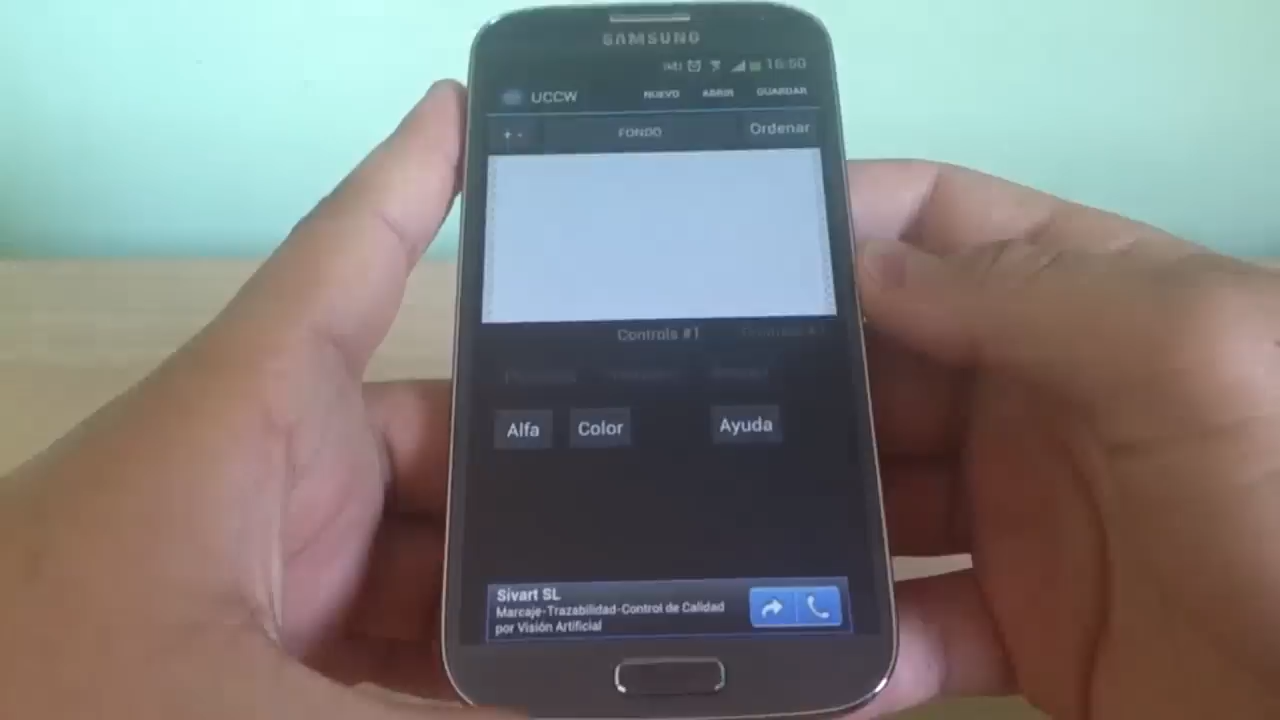 SAMSUNG
16:50
UCCW NUEVO ABRIR GUARDAR
+ - FONDO Ordenar
Controls #1
Alfa Color Ayuda
Sivart SL
Marcaje-Trazabilidad-Control de Calidad
por Visión Artificial